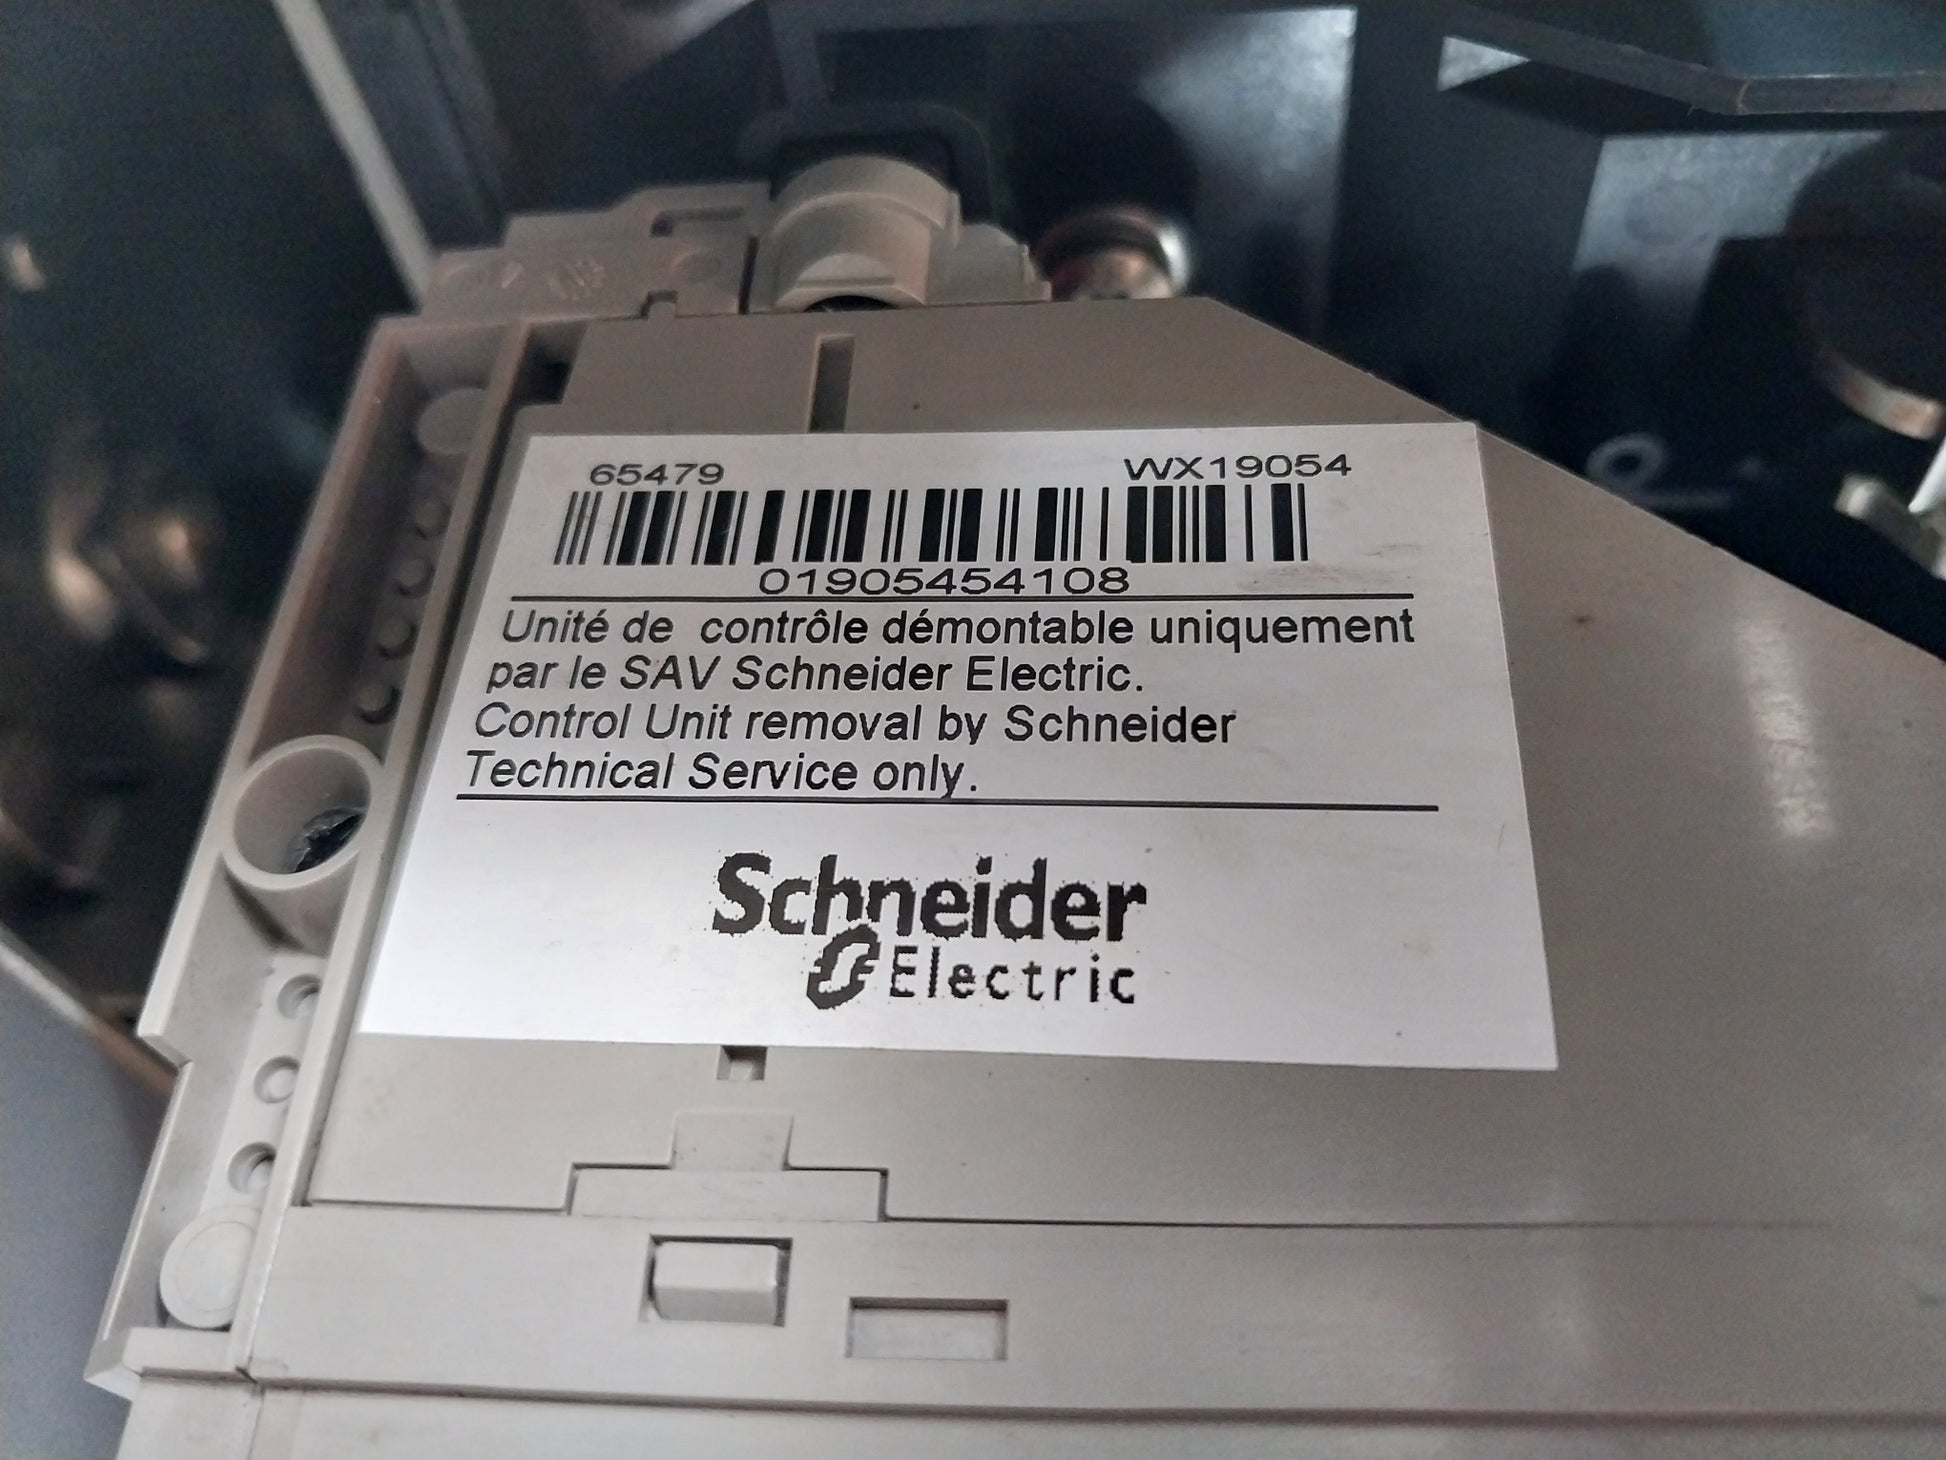 65479 WX19054
01905454108
Unité de contrôle démontable uniquement
par le SAV Schneider Electric.
Control Unit removal by Schneider
Technical Service only.
Schneider
Electric